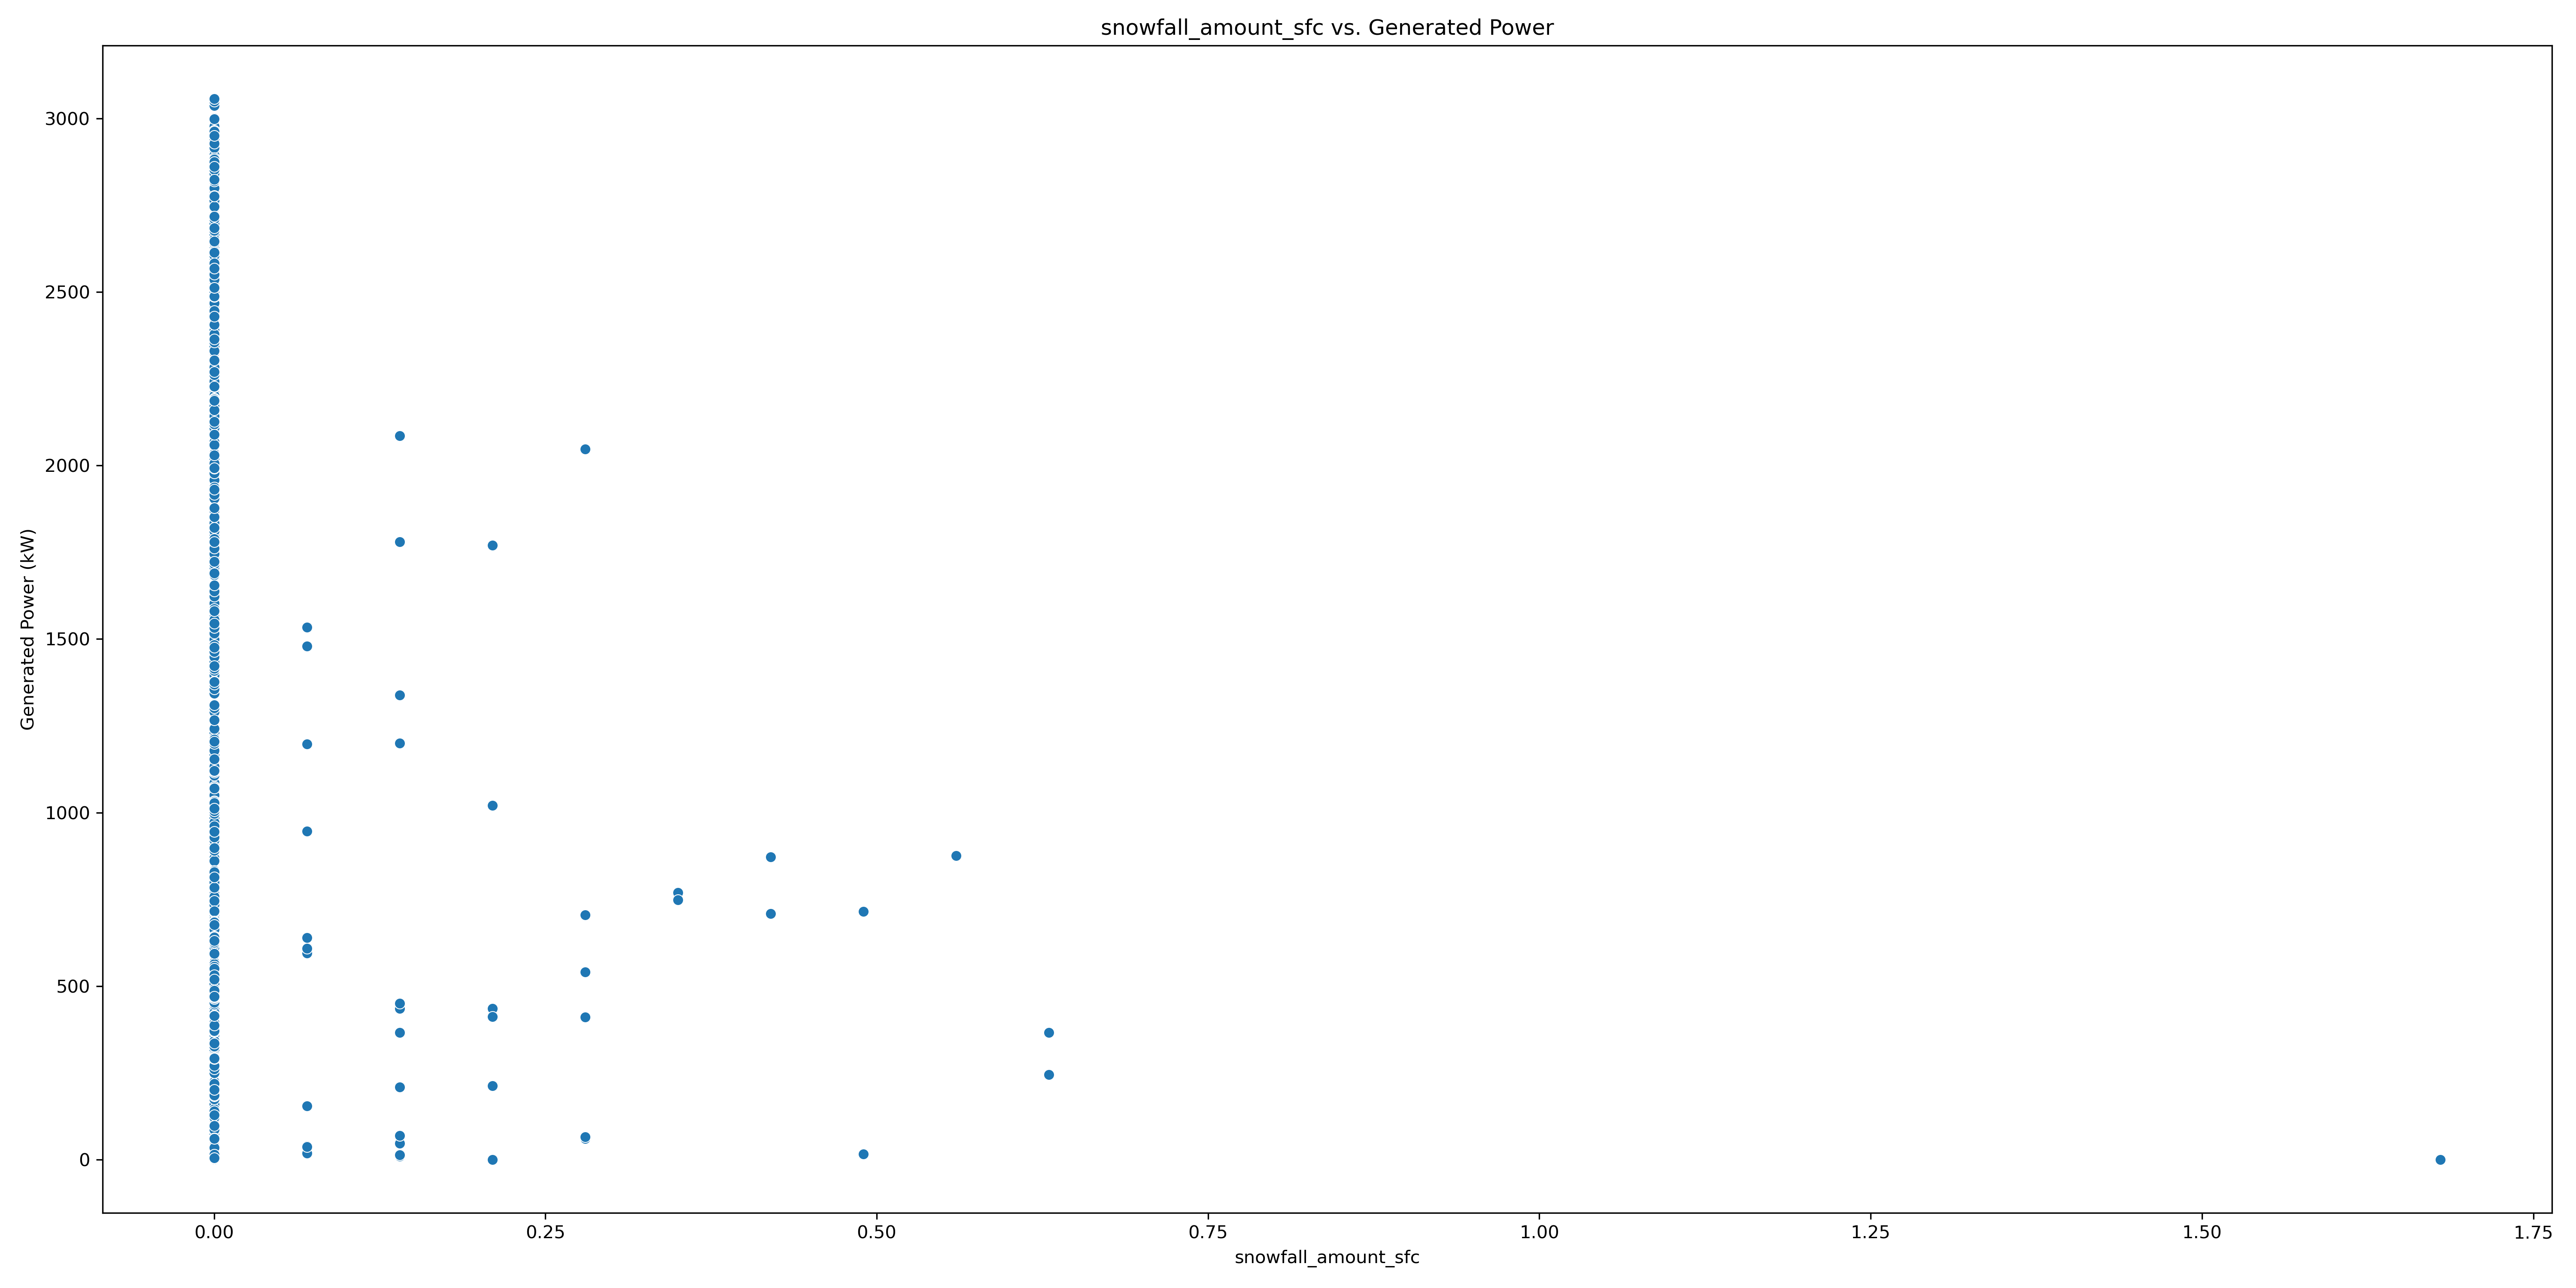 snowfall_amount_sfc vs. Generated Power
3000
2500
2000
1500
1000
500
0
Generated Power (kW)
0.00 0.25 0.50 0.75 1.00 1.25 1.50 1.75
snowfall_amount_sfc